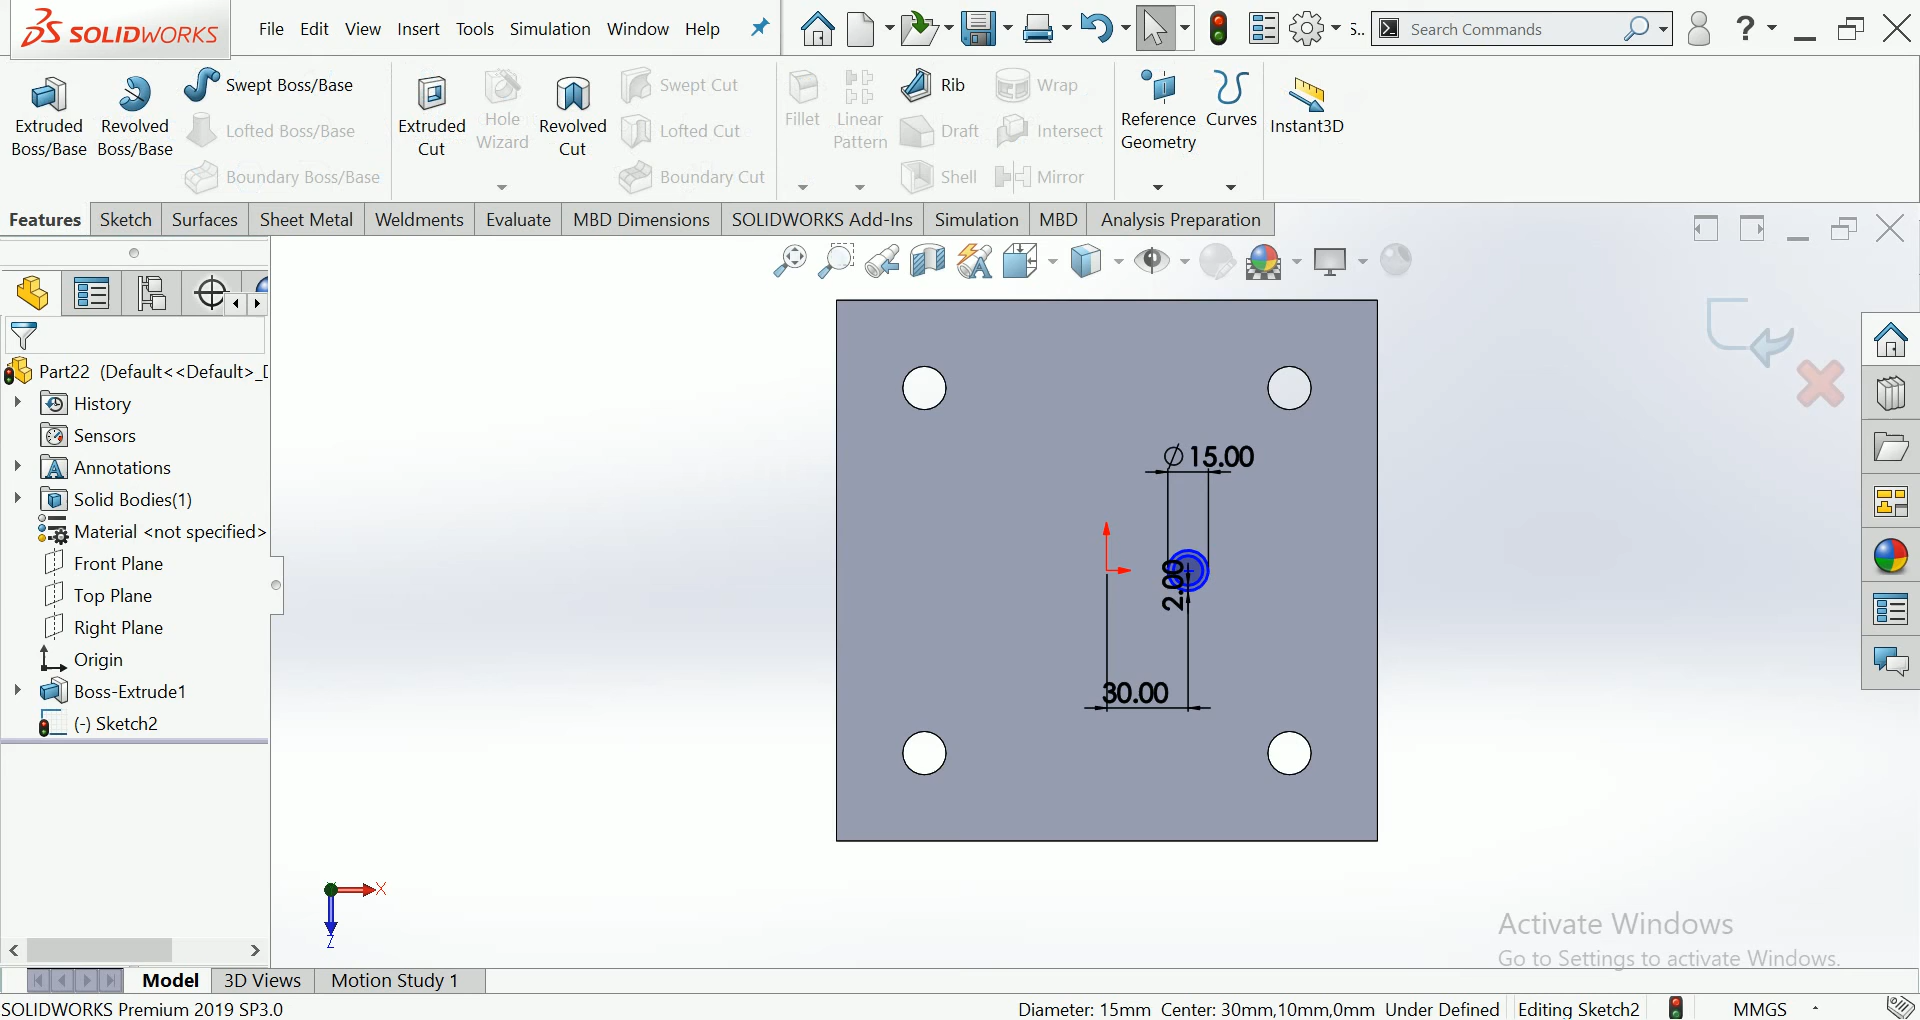 SOLIDWORKS File Edit View Insert Tools Simulation Window Help S.. Search Commands ?
Extruded Boss/Base
Revolved Boss/Base
Swept Boss/Base
Lofted Boss/Base
Boundary Boss/Base
Extruded Cut
Hole Wizard
Revolved Cut
Swept Cut
Lofted Cut
Boundary Cut
Fillet
Linear Pattern
Rib
Draft
Shell
Wrap
Intersect
Mirror
Reference Geometry
Curves
Instant3D
Features Sketch Surfaces Sheet Metal Weldments Evaluate MBD Dimensions SOLIDWORKS Add-Ins Simulation MBD Analysis Preparation
Part22 (Default<<Default>_D
History
Sensors
Annotations
Solid Bodies(1)
Material <not specified>
Front Plane
Top Plane
Right Plane
Origin
Boss-Extrude1
(-) Sketch2
∅ 15.00
2.00
30.00
X
Z
Activate Windows
Go to Settings to activate Windows.
Model 3D Views Motion Study 1
SOLIDWORKS Premium 2019 SP3.0 Diameter: 15mm Center: 30mm,10mm,0mm Under Defined Editing Sketch2 MMGS